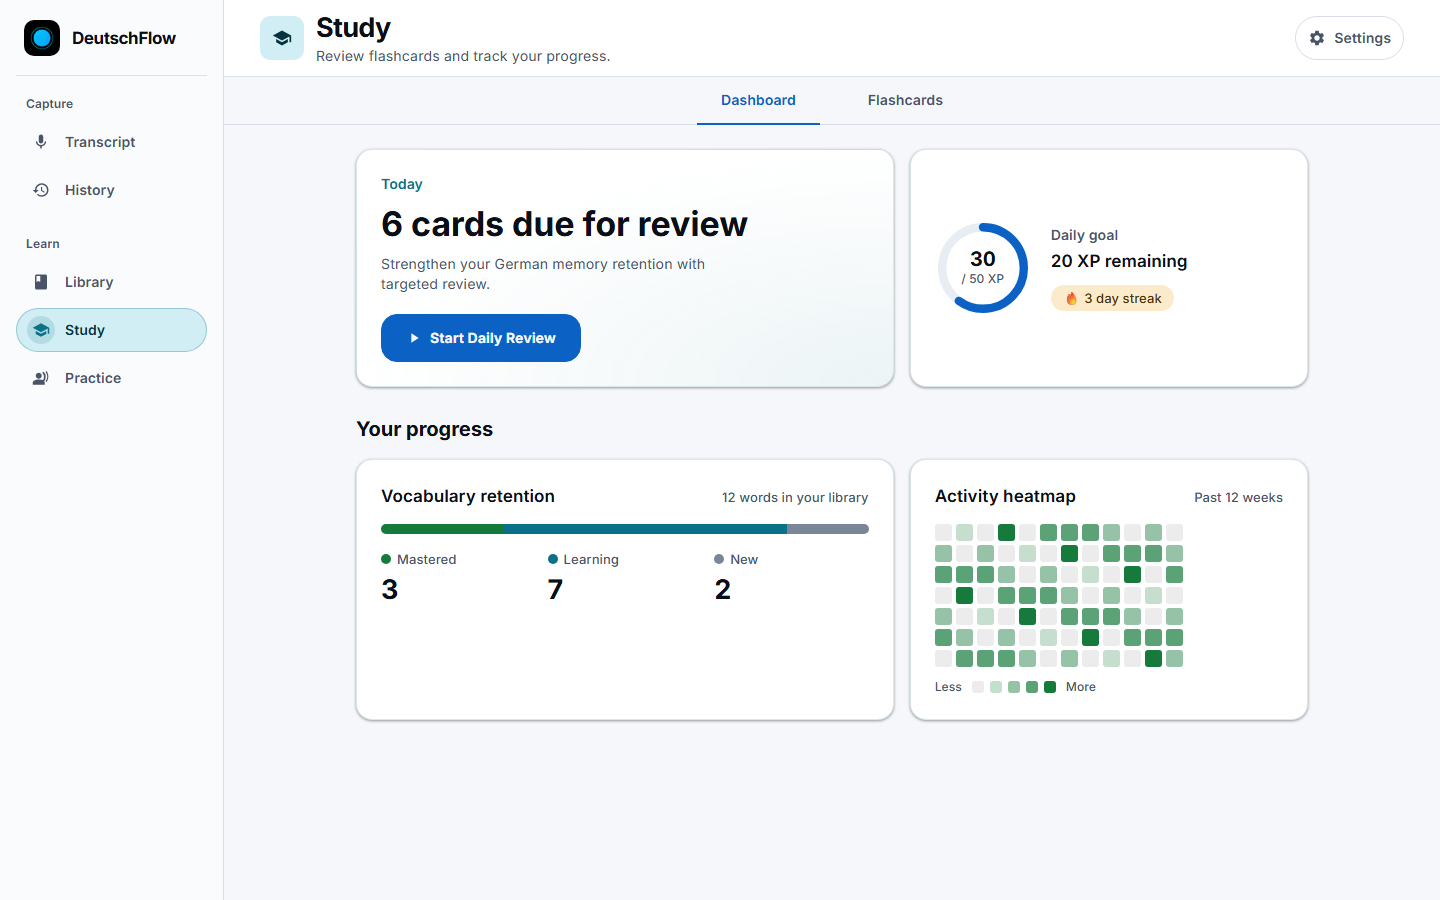 DeutschFlow
Capture
Transcript
History
Learn
Library
Study
Practice
Study
Review flashcards and track your progress.
Settings
Dashboard
Flashcards
Today
6 cards due for review
Strengthen your German memory retention with
targeted review.
Start Daily Review
30
/ 50 XP
Daily goal
20 XP remaining
3 day streak
Your progress
Vocabulary retention
12 words in your library
Mastered
3
Learning
7
New
2
Activity heatmap
Past 12 weeks
Less
More